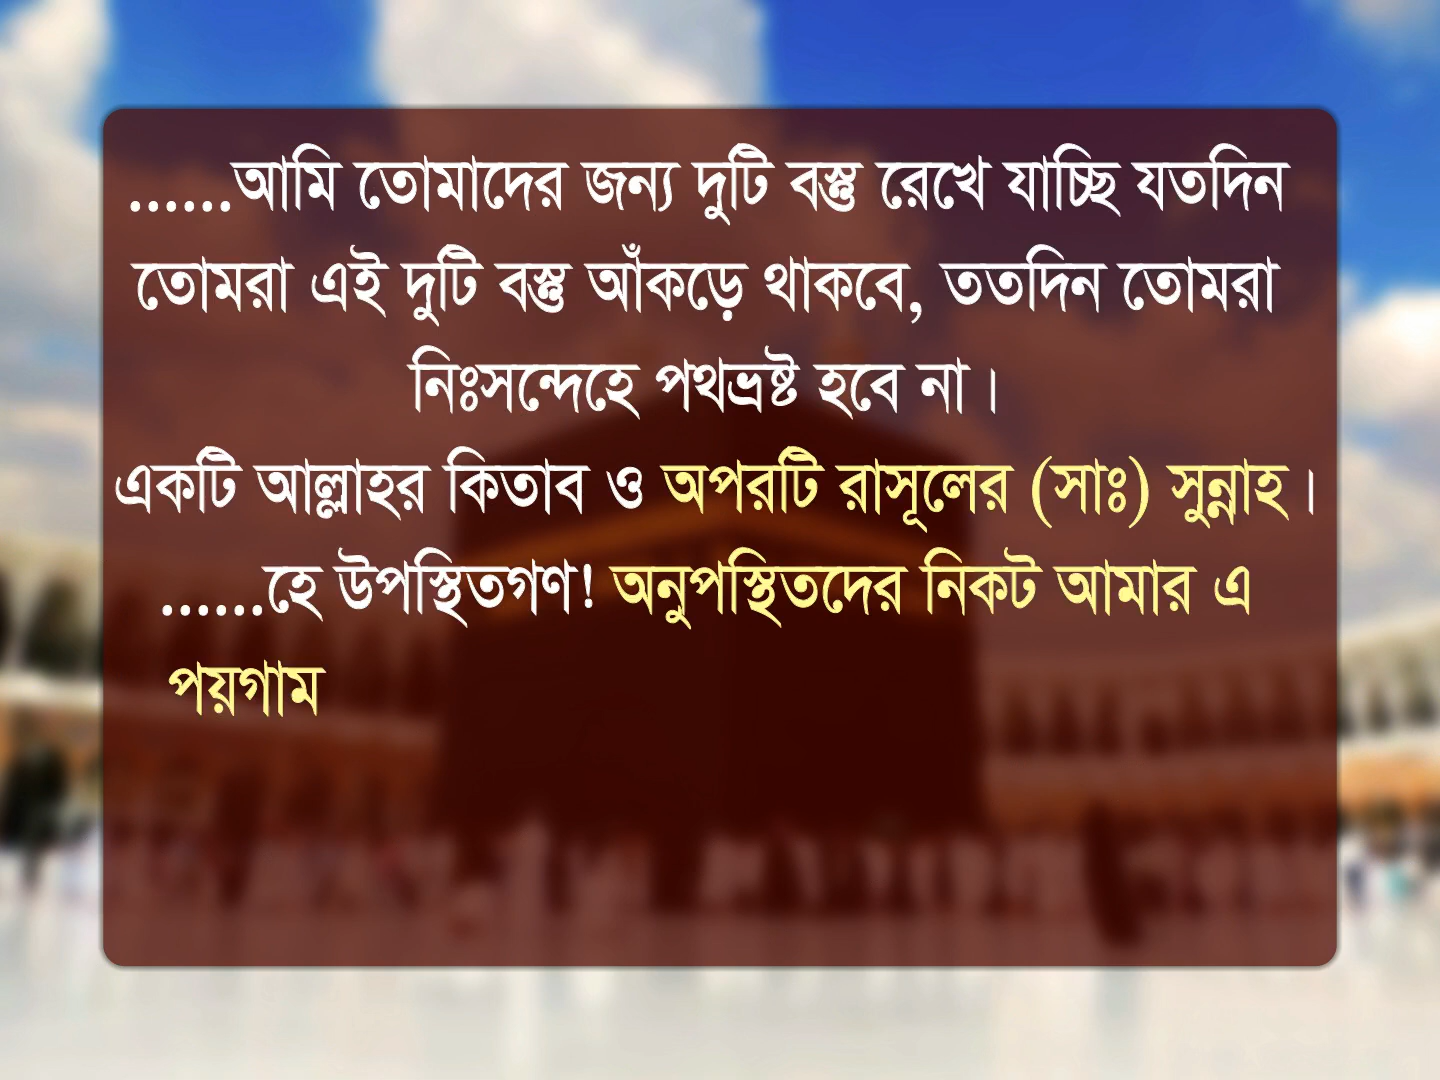 ......আমি তোমাদের জন্য দুটি বস্তু রেখে যাচ্ছি যতদিন
তোমরা এই দুটি বস্তু আঁকড়ে থাকবে, ততদিন তোমরা
নিঃসন্দেহে পথভ্রষ্ট হবে না।
একটি আল্লাহর কিতাব ও অপরটি রাসূলের (সাঃ) সুন্নাহ।
......হে উপস্থিতগণ! অনুপস্থিতদের নিকট আমার এ
পয়গাম